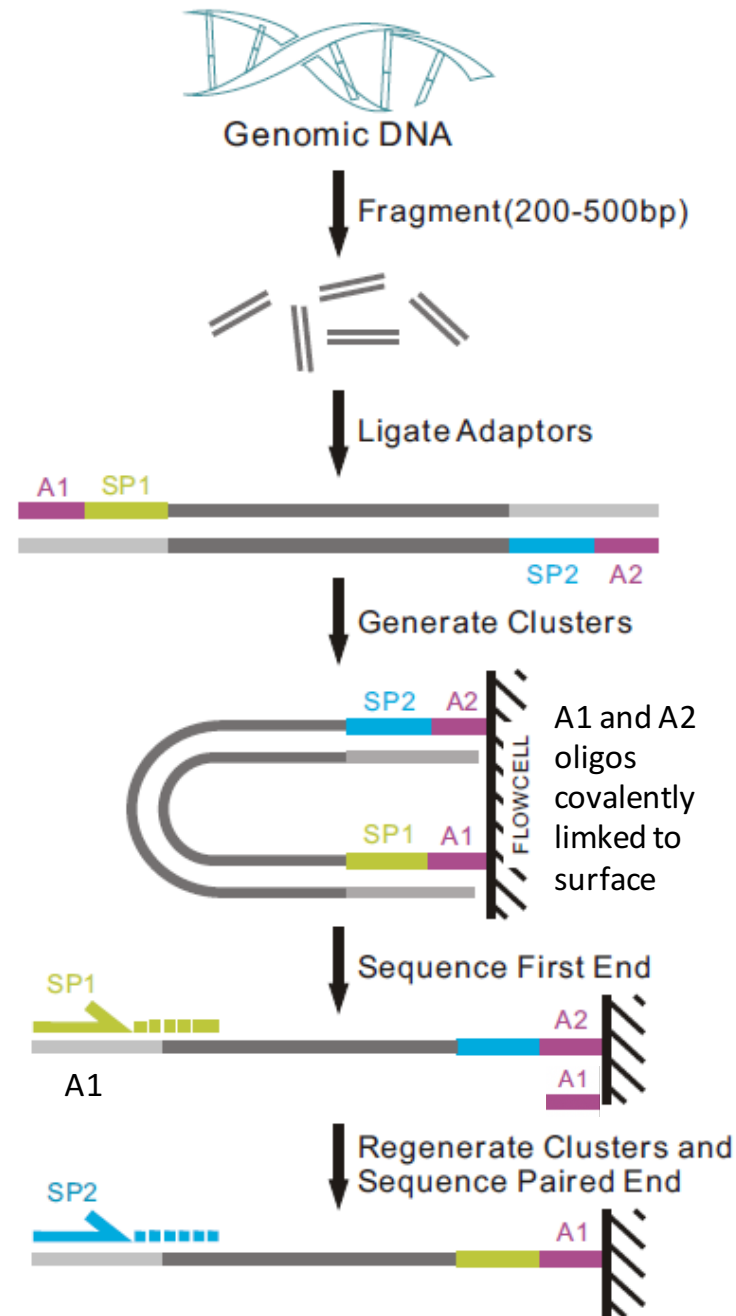 Genomic DNA
Fragment(200-500bp)
Ligate Adaptors
A1 SP1
SP2 A2
Generate Clusters
SP2 A2
FLOWCELL
A1 and A2
oligos
covalently
limked to
surface
SP1 A1
Sequence First End
SP1
A2
A1
A1
Regenerate Clusters and
Sequence Paired End
SP2
A1